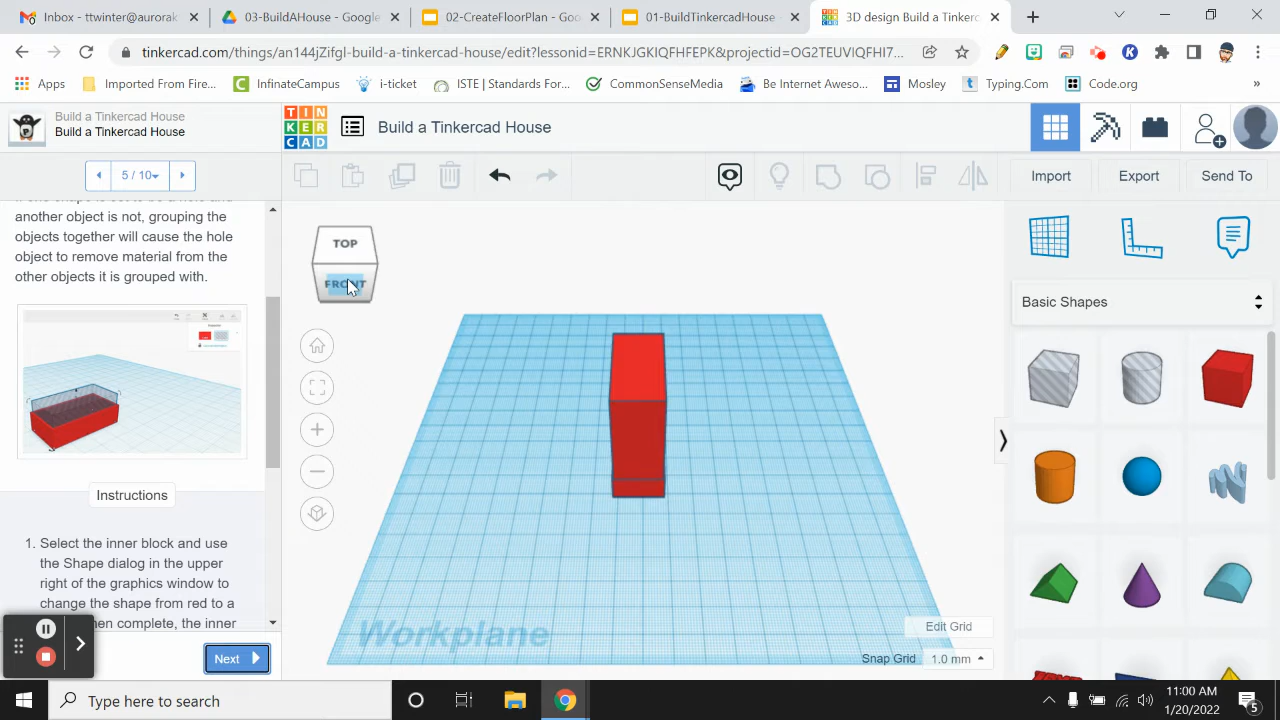 Inbox - ttwining@aurorak
03-BuildAHouse - Google
02-CreateFloorPlan - Goo
01-BuildTinkercadHouse -
3D design Build a Tinkerc
tinkercad.com/things/an144jZifgl-build-a-tinkercad-house/edit?lessonid=ERNKJGKIQFHFEPK&projectid=OG2TEUVIQFHI7...
Apps
Imported From Fire...
InfinateCampus
i-ticket
ISTE | Standards For...
CommonSenseMedia
Be Internet Aweso...
Mosley
Typing.Com
Code.org
»
Build a Tinkercad House
Build a Tinkercad House
TIN
KER
CAD
Build a Tinkercad House
5 / 10
Import
Export
Send To
another object is not, grouping the
objects together will cause the hole
object to remove material from the
other objects it is grouped with.
Instructions
1. Select the inner block and use
the Shape dialog in the upper
right of the graphics window to
change the shape from red to a
hen complete, the inner
Next
TOP
FRONT
Workplane
Edit Grid
Snap Grid 1.0 mm
Basic Shapes
Type here to search
11:00 AM
1/20/2022
5